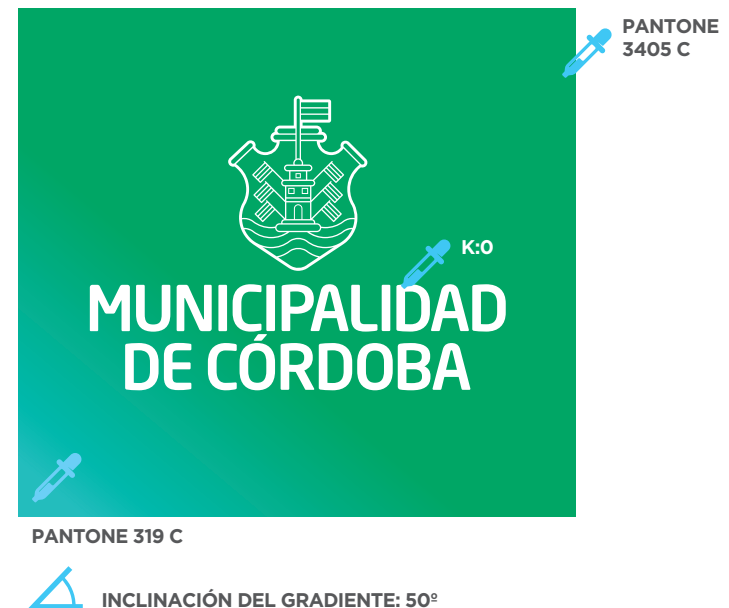 PANTONE
3405 C
K:0
MUNICIPALIDAD
DE CÓRDOBA
PANTONE 319 C
INCLINACIÓN DEL GRADIENTE: 50º